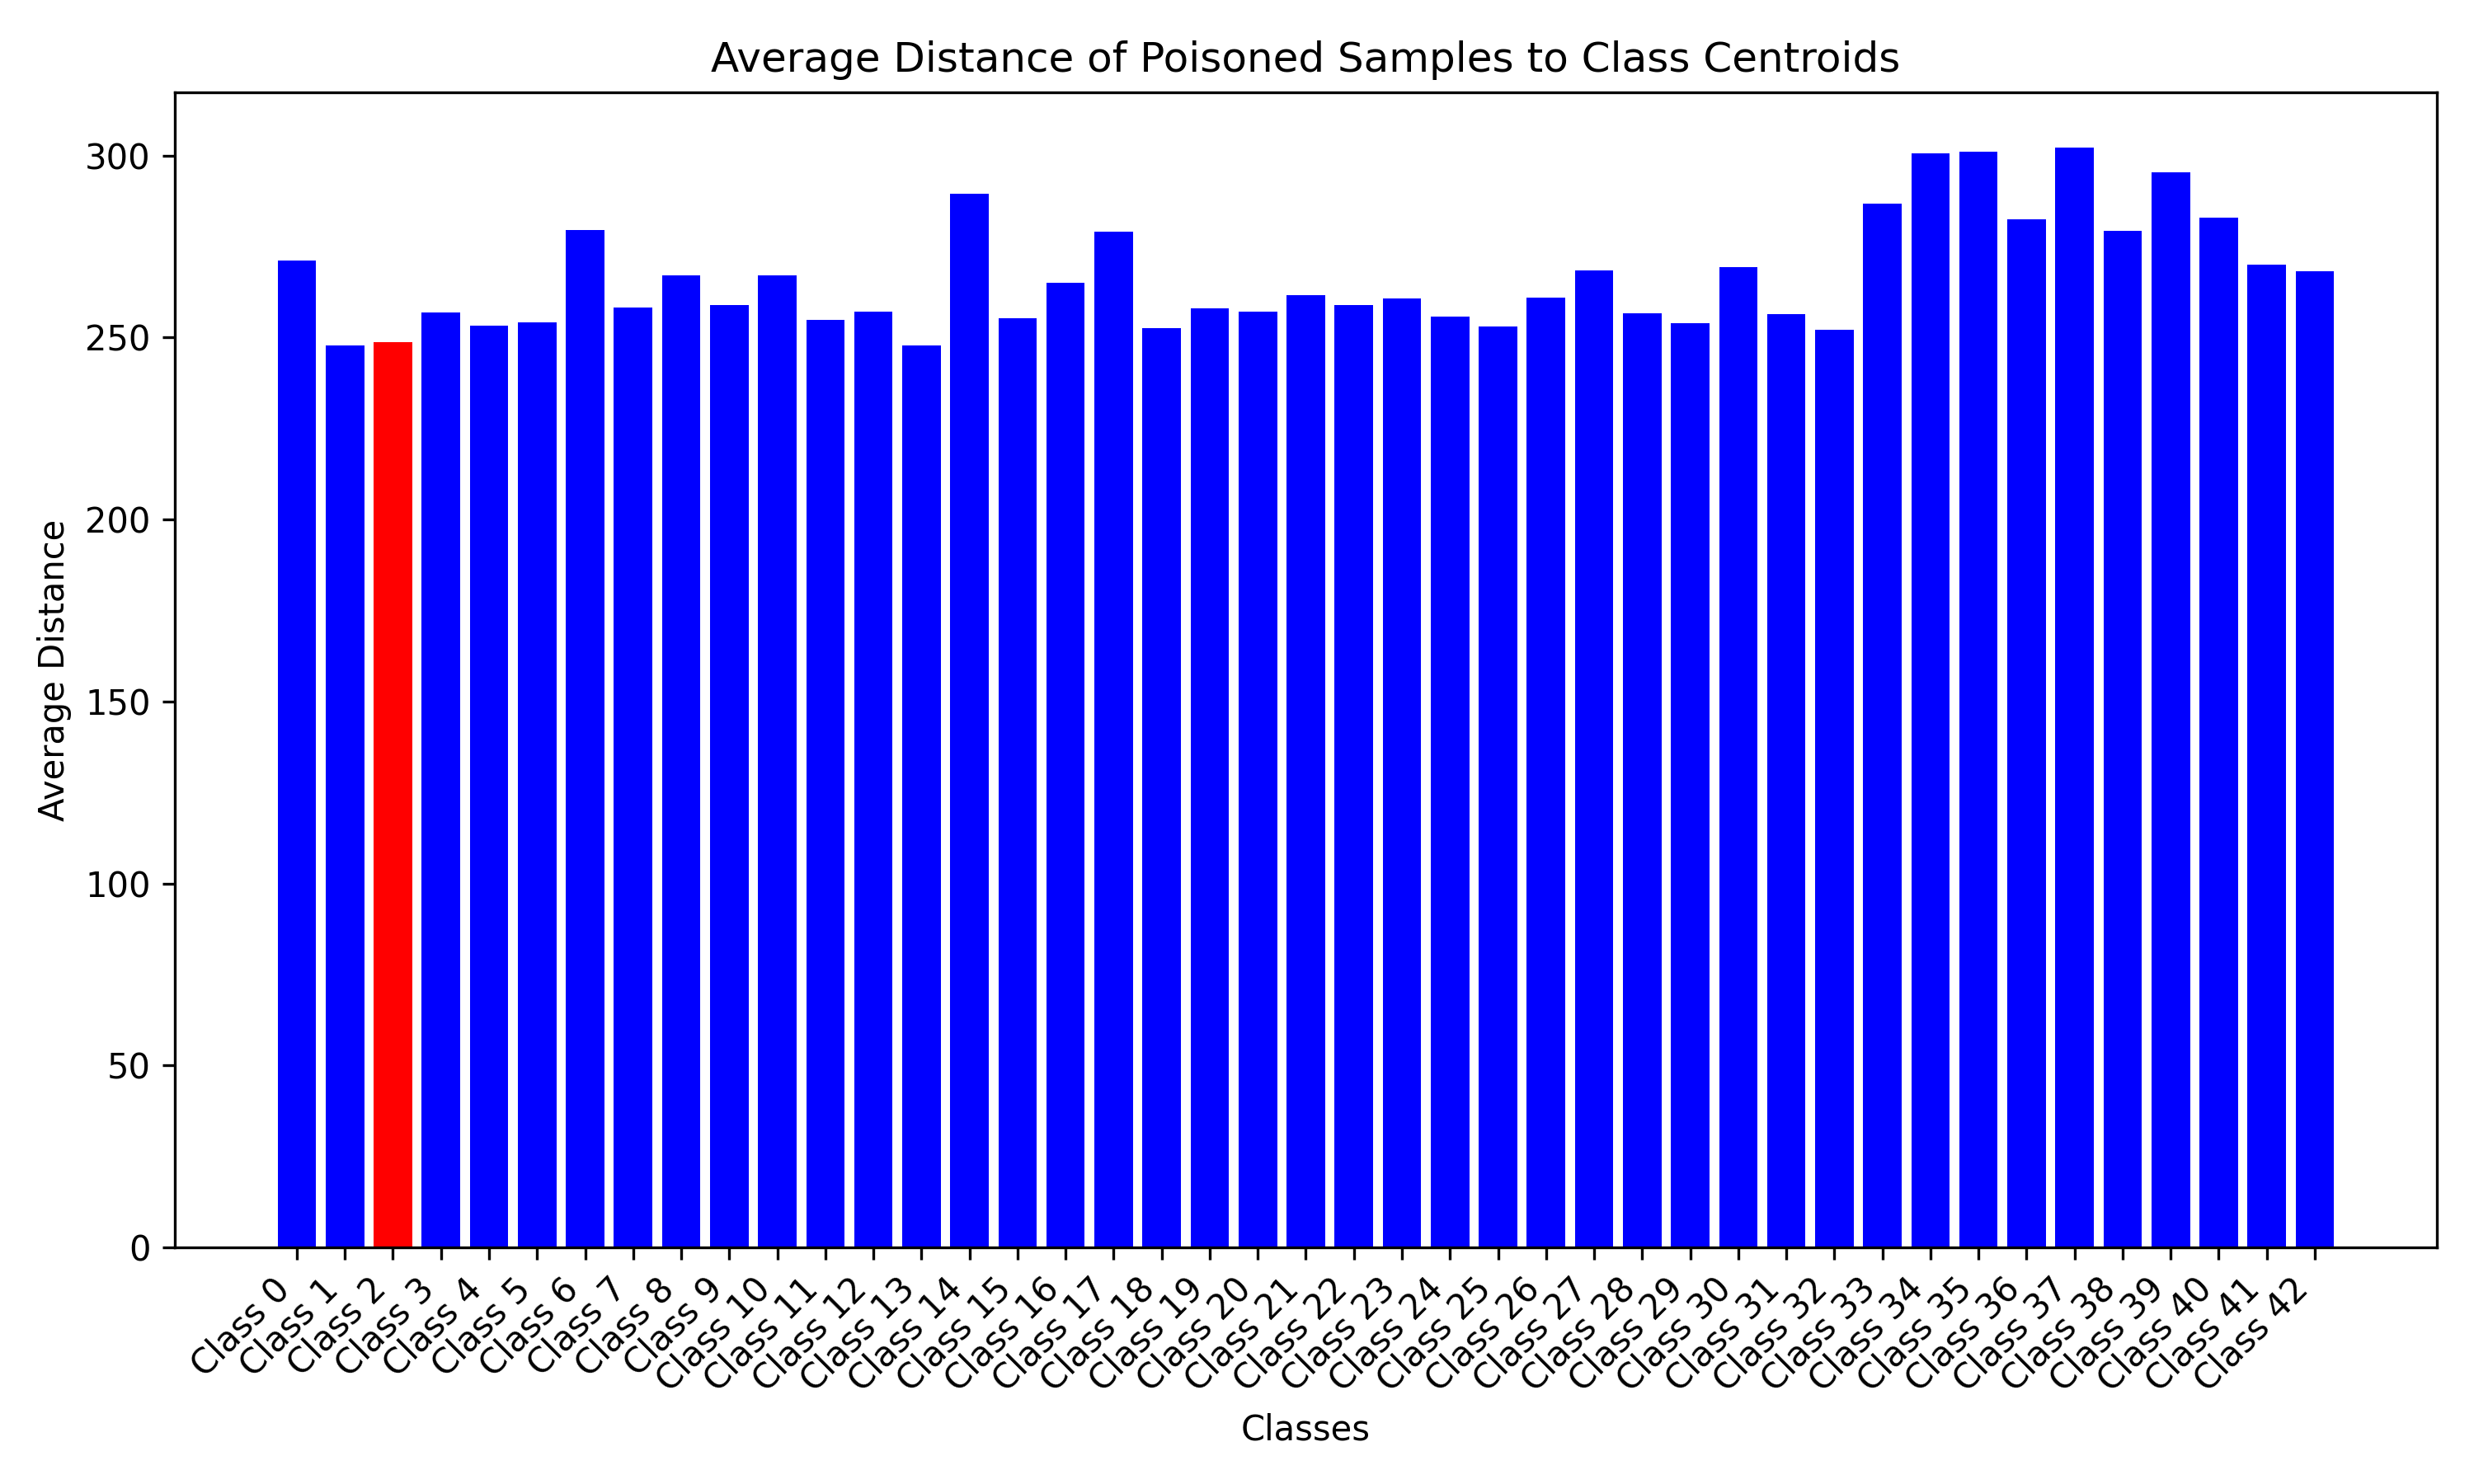 Average Distance of Poisoned Samples to Class Centroids
300
250
200
150
100
50
0
Average Distance
Class 0
Class 1
Class 2
Class 3
Class 4
Class 5
Class 6
Class 7
Class 8
Class 9
Class 10
Class 11
Class 12
Class 13
Class 14
Class 15
Class 16
Class 17
Class 18
Class 19
Class 20
Class 21
Class 22
Class 23
Class 24
Class 25
Class 26
Class 27
Class 28
Class 29
Class 30
Class 31
Class 32
Class 33
Class 34
Class 35
Class 36
Class 37
Class 38
Class 39
Class 40
Class 41
Class 42
Classes